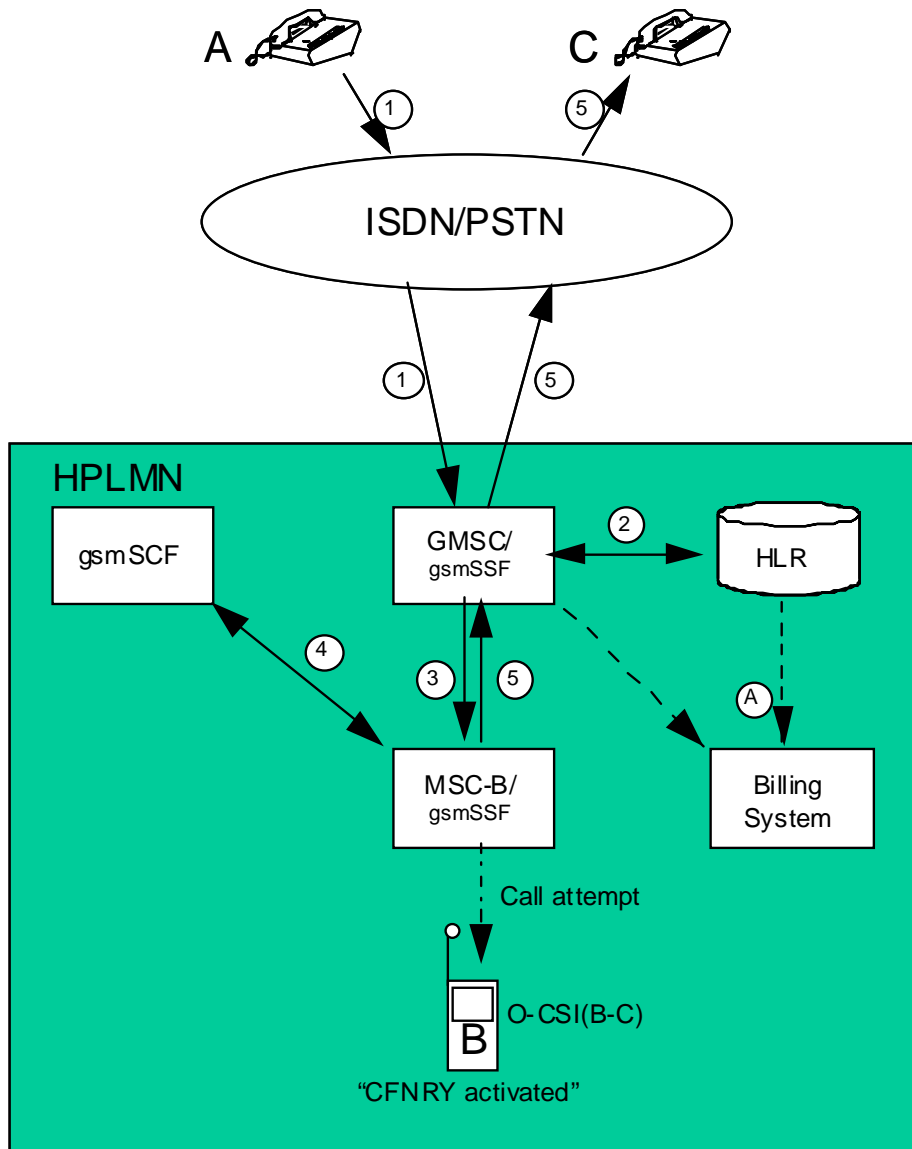 A
C
1
5
ISDN/PSTN
1
5
HPLMN
gsmSCF
GMSC/
gsmSSF
2
HLR
4
3
5
A
MSC-B/
gsmSSF
Billing
System
Call attempt
O-CSI(B-C)
B
“CFNRY activated”